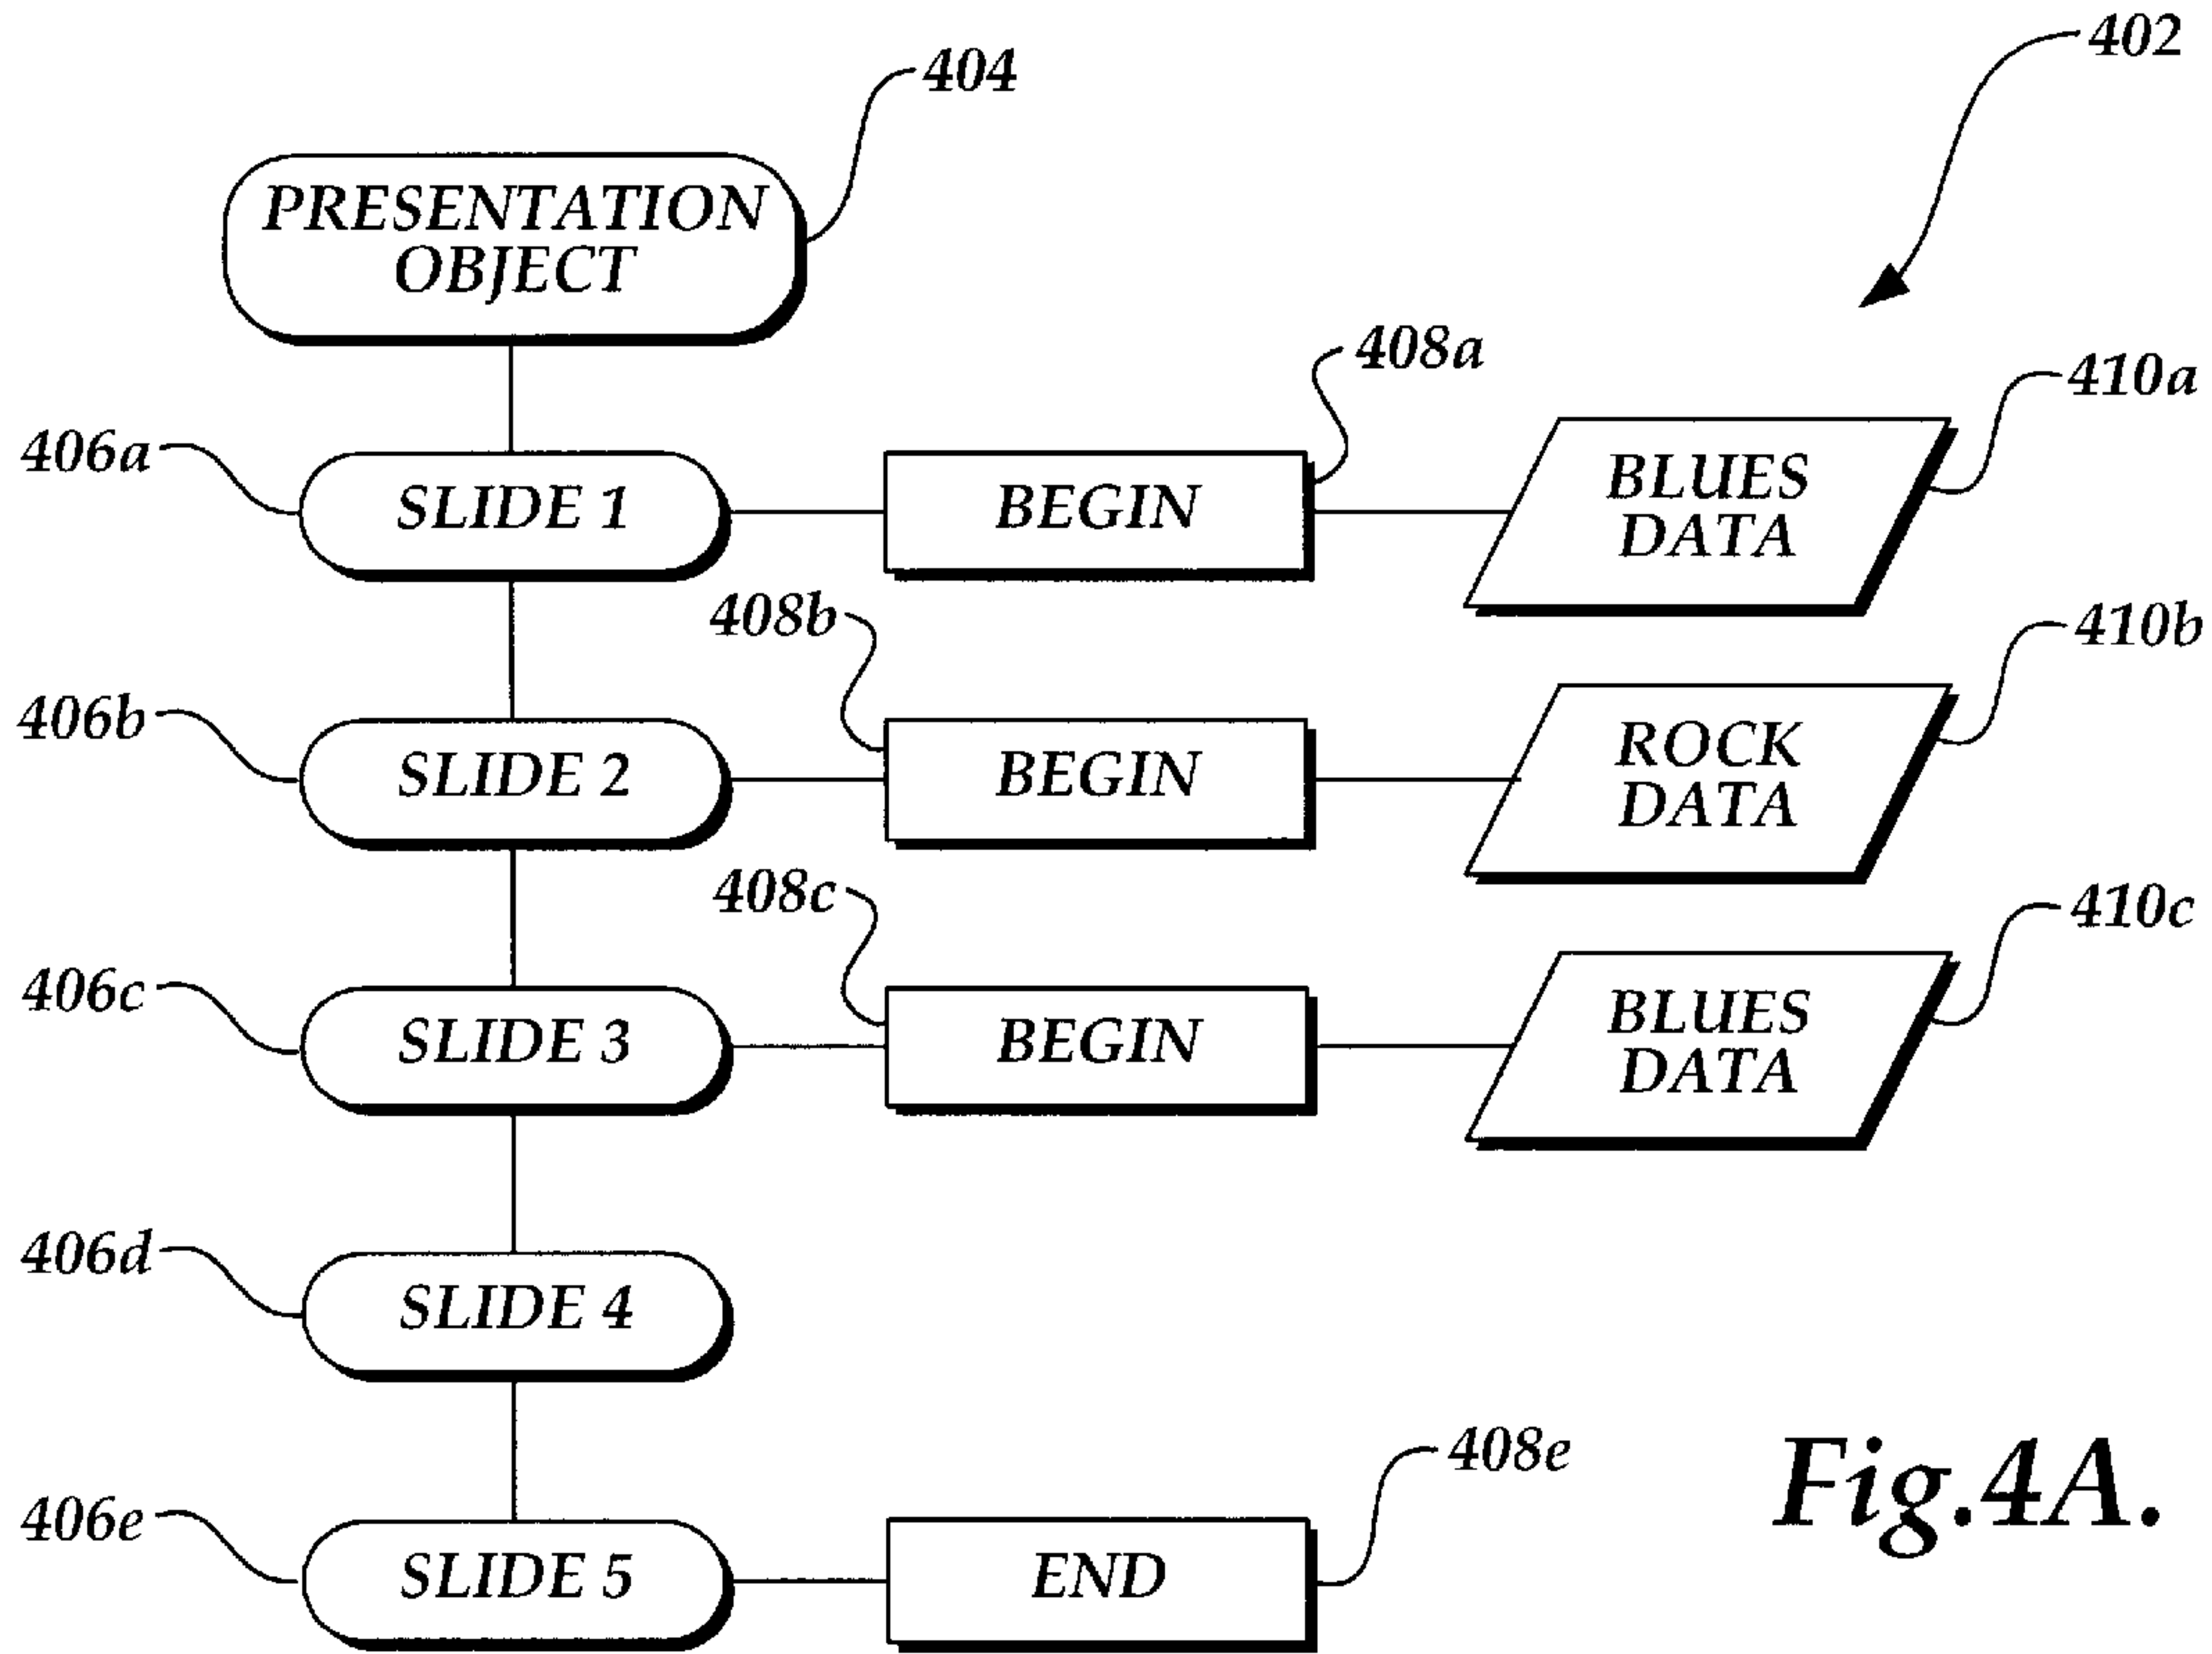 402
404
PRESENTATION
OBJECT
408a
410a
406a
SLIDE 1
BEGIN
BLUES
DATA
408b
410b
406b
SLIDE 2
BEGIN
ROCK
DATA
408c
410c
406c
SLIDE 3
BEGIN
BLUES
DATA
406d
SLIDE 4
408e
406e
SLIDE 5
END
Fig.4A.